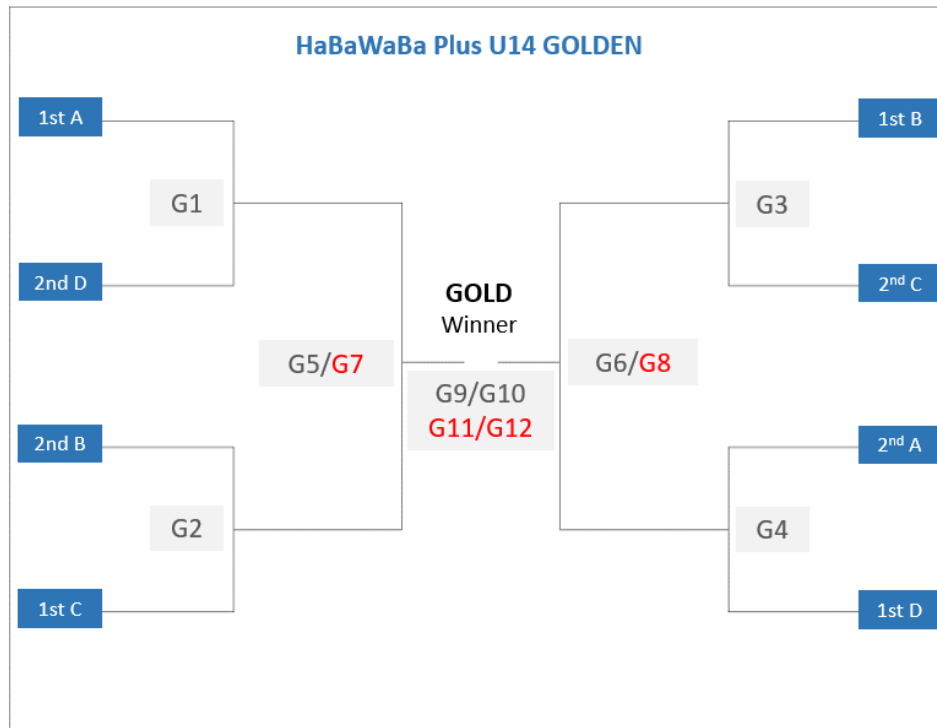 HaBaWaBa Plus U14 GOLDEN
1st A
1st B
G1
G3
2nd D
2nd C
GOLD
Winner
G5/G7
G6/G8
G9/G10
G11/G12
2nd B
2nd A
G2
G4
1st C
1st D